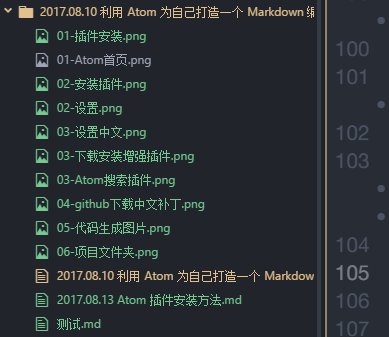 2017.08.10 利用 Atom 为自己打造一个 Markdown 编
01-插件安装.png
01-Atom首页.png
02-安装插件.png
02-设置.png
03-设置中文.png
03-下载安装增强插件.png
03-Atom搜索插件.png
04-github下载中文补丁.png
05-代码生成图片.png
06-项目文件夹.png
2017.08.10 利用 Atom 为自己打造一个 Markdow
2017.08.13 Atom 插件安装方法.md
测试.md
100
101
102
103
104
105
106
107